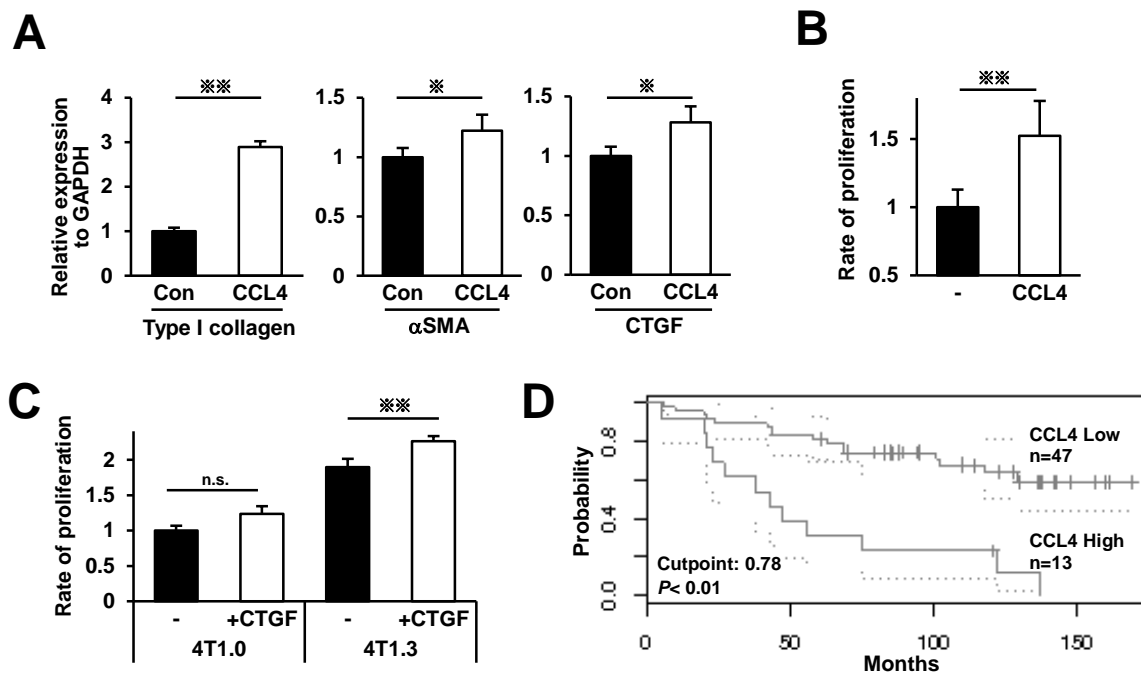 A
Relative expression
to GAPDH
4
3
2
1
0
※※
Con CCL4
Type I collagen
1.5
1
0.5
0
※
Con CCL4
αSMA
1.5
1
0.5
0
※
Con CCL4
CTGF
B
Rate of proliferation
1.5
1
0.5
※※
- CCL4
C
Rate of proliferation
2
1.5
1
0.5
0
n.s.
※※
- +CTGF - +CTGF
4T1.0 4T1.3
D
Probability
0.8
0.4
0.0
CCL4 Low
n=47
CCL4 High
n=13
Cutpoint: 0.78
P< 0.01
0 50 100 150
Months